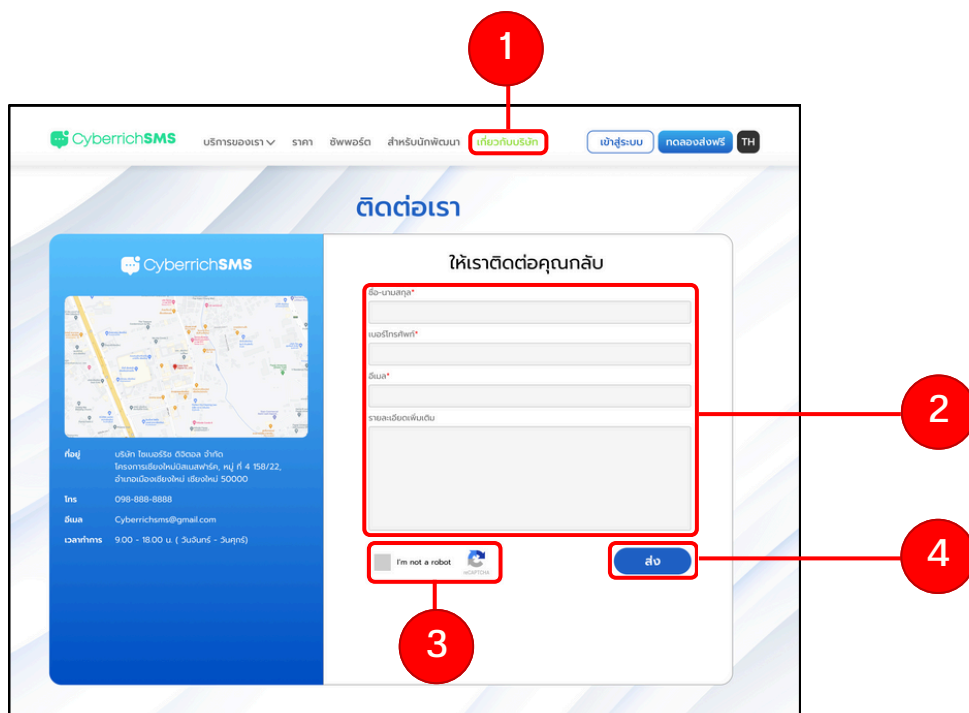 1
CyberrichSMS บริการของเรา ราคา ซัพพอร์ต สำหรับนักพัฒนา เกี่ยวกับบริษัท เข้าสู่ระบบ ทดลองส่งฟรี TH
ติดต่อเรา
CyberrichSMS
ที่อยู่ บริษัท ไซเบอร์ริช ดิจิตอล จำกัด
โครงการเชียงใหม่บิสเนสพาร์ค, หมู่ ที่ 4 158/22,
อำเภอเมืองเชียงใหม่ เชียงใหม่ 50000
โทร 098-888-8888
อีเมล Cyberrichsms@gmail.com
เวลาทำการ 9.00 - 18.00 น. ( วันจันทร์ - วันศุกร์)
ให้เราติดต่อคุณกลับ
ชื่อ-นามสกุล*
เบอร์โทรศัพท์*
อีเมล*
รายละเอียดเพิ่มเติม
2
I'm not a robot
reCAPTCHA
ส่ง
4
3